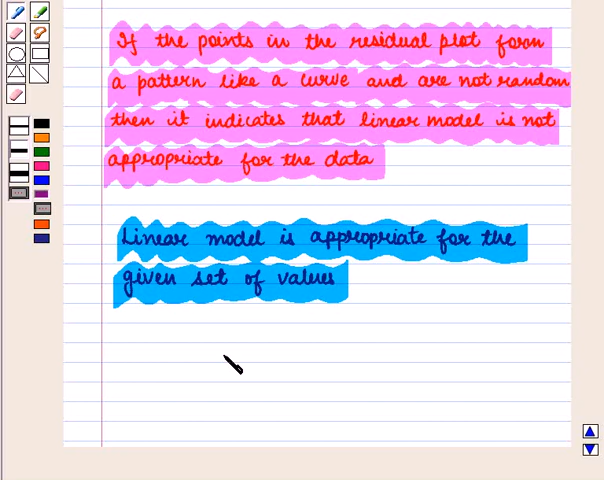 If the points in the residual plot form
a pattern like a curve and are not random
then it indicates that linear model is not
appropriate for the data
Linear model is appropriate for the
given set of values